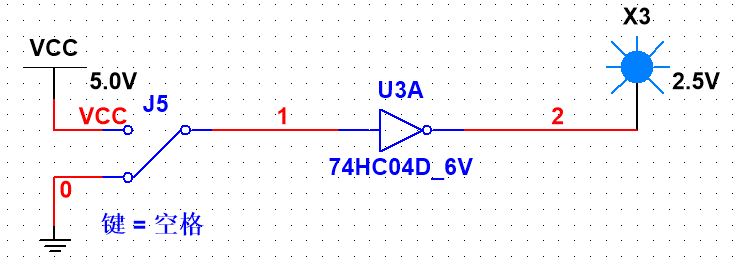 X3
VCC
5.0V
2.5V
J5
U3A
VCC
1
2
74HC04D_6V
0
键 = 空格